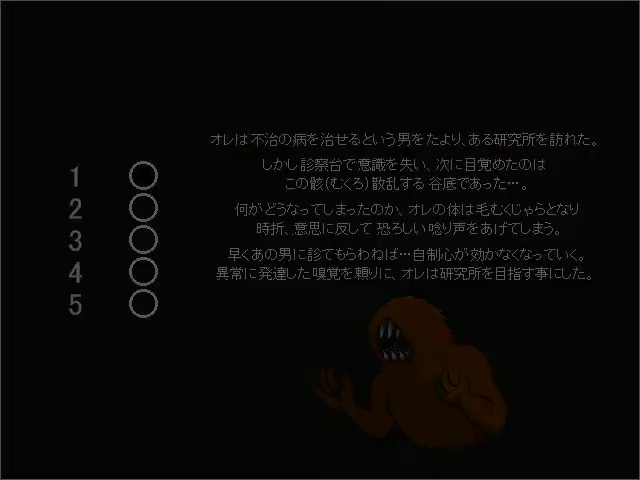 オレは不治の病を治せるという男をたより、ある研究所を訪れた。
しかし診察台で意識を失い、次に目覚めたのは
この骸(むくろ)散乱する谷底であった…。
何がどうなってしまったのか、オレの体は毛むくじゃらとなり
時折、意思に反して恐ろしい唸り声をあげてしまう。
早くあの男に診てもらわねば…自制心が効かなくなっていく。
異常に発達した嗅覚を頼りに、オレは研究所を目指す事にした。
1
2
3
4
5